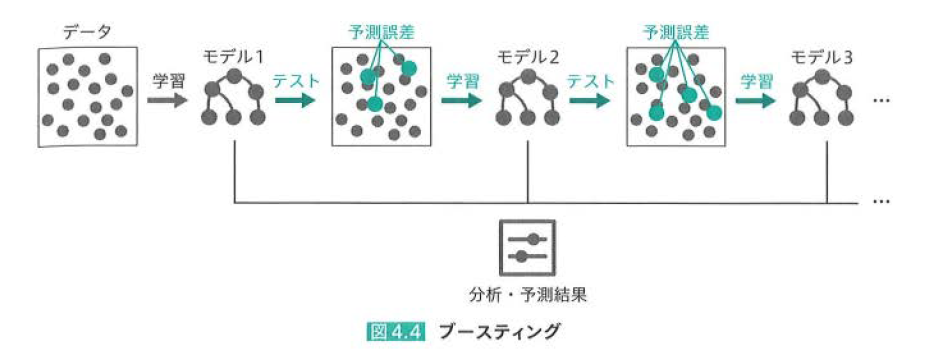 データ
学習
モデル1
テスト
予測誤差
学習
モデル2
テスト
予測誤差
学習
モデル3
…
…
分析・予測結果
図4.4 ブースティング